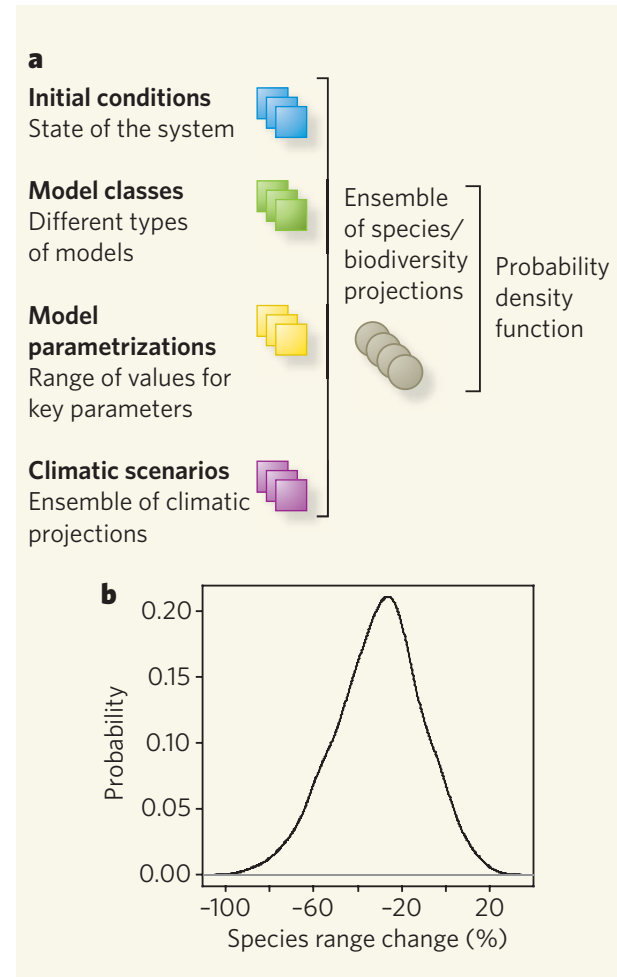 a
Initial conditions
State of the system
Model classes
Different types
of models
Model
parametrizations
Range of values for
key parameters
Climatic scenarios
Ensemble of climatic
projections
Ensemble
of species/
biodiversity
projections
Probability
density
function
b
0.20
0.15
0.10
0.05
0.00
Probability
–100
–60
–20
20
Species range change (%)